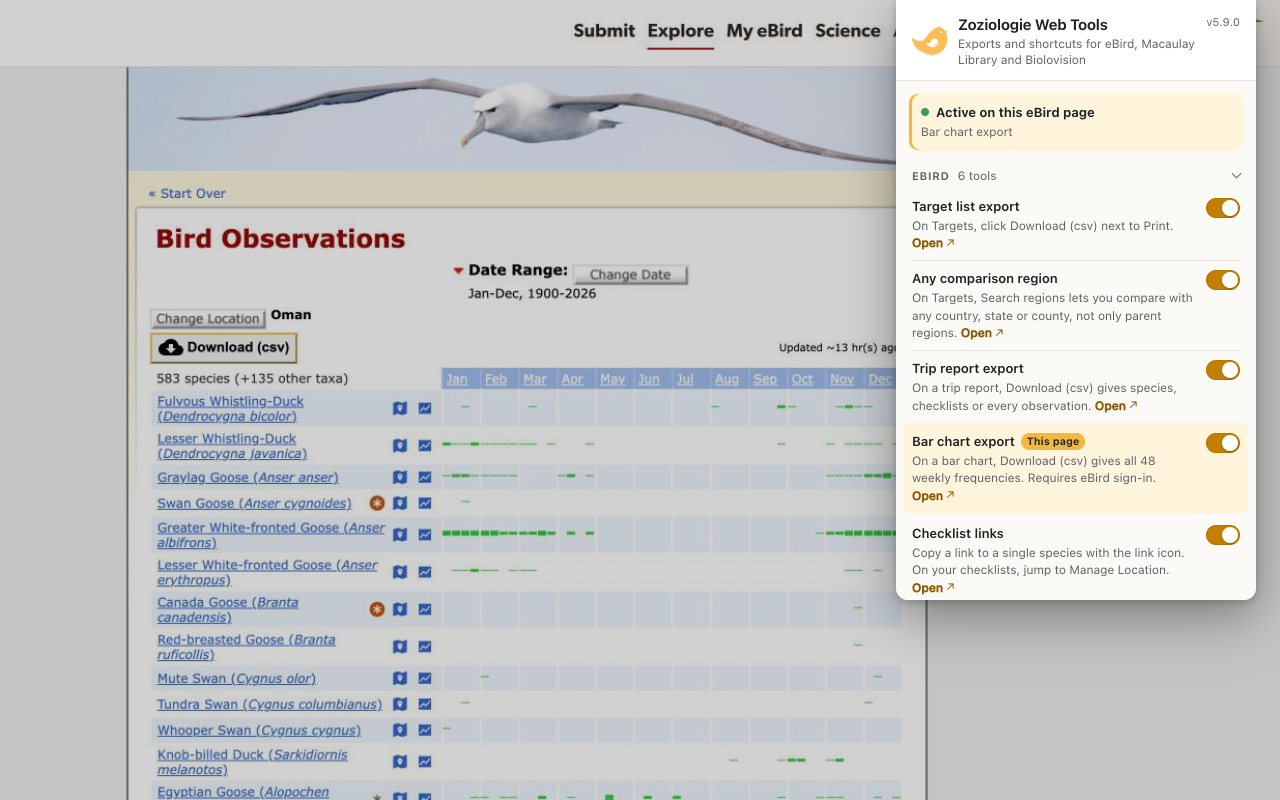 Submit Explore My eBird Science
« Start Over
Bird Observations
Date Range: Change Date
Jan-Dec, 1900-2026
Change Location Oman
Download (csv)
Updated ~13 hr(s) ago
583 species (+135 other taxa)
Jan Feb Mar Apr May Jun Jul Aug Sep Oct Nov Dec
Fulvous Whistling-Duck
(Dendrocygna bicolor)
Lesser Whistling-Duck
(Dendrocygna javanica)
Graylag Goose (Anser anser)
Swan Goose (Anser cygnoides)
Greater White-fronted Goose (Anser
albifrons)
Lesser White-fronted Goose (Anser
erythropus)
Canada Goose (Branta
canadensis)
Red-breasted Goose (Branta
ruficollis)
Mute Swan (Cygnus olor)
Tundra Swan (Cygnus columbianus)
Whooper Swan (Cygnus cygnus)
Knob-billed Duck (Sarkidiornis
melanotos)
Egyptian Goose (Alopochen
Zoziologie Web Tools
v5.9.0
Exports and shortcuts for eBird, Macaulay
Library and Biolovision
Active on this eBird page
Bar chart export
EBIRD 6 tools
Target list export
On Targets, click Download (csv) next to Print.
Open ↗
Any comparison region
On Targets, Search regions lets you compare with
any country, state or county, not only parent
regions. Open ↗
Trip report export
On a trip report, Download (csv) gives species,
checklists or every observation. Open ↗
Bar chart export This page
On a bar chart, Download (csv) gives all 48
weekly frequencies. Requires eBird sign-in.
Open ↗
Checklist links
Copy a link to a single species with the link icon.
On your checklists, jump to Manage Location.
Open ↗